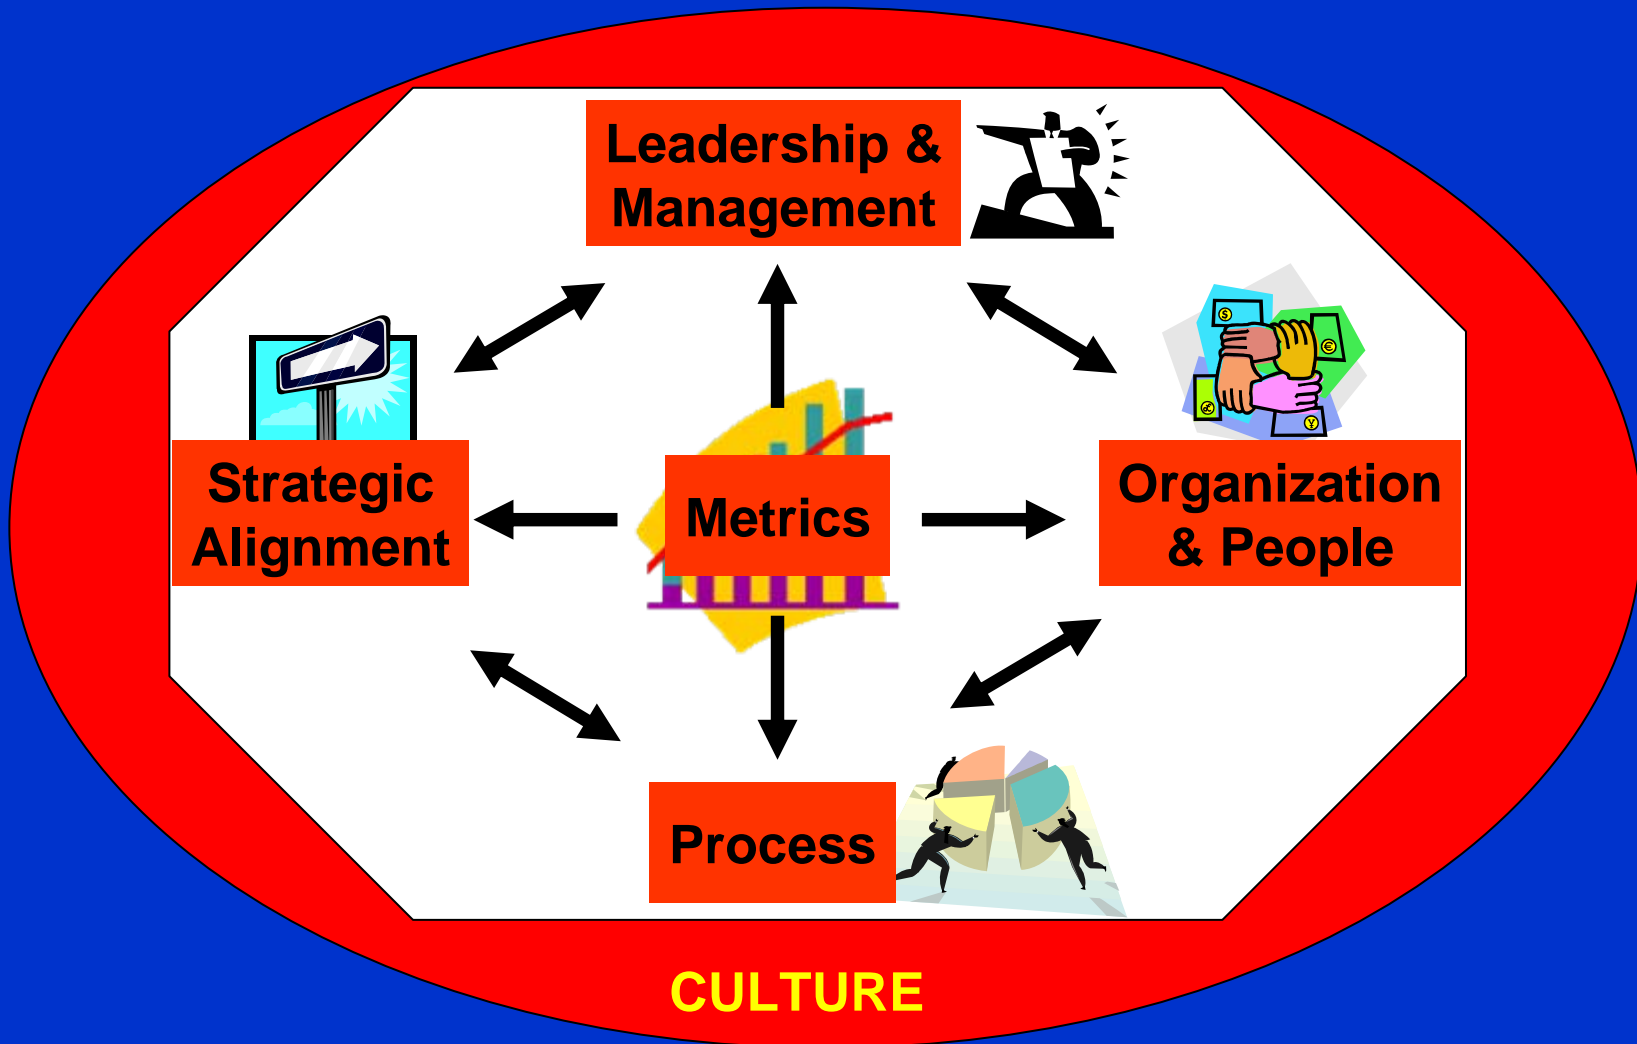 Leadership &
Management
$
€
£
¥
Strategic
Alignment
Metrics
Organization
& People
Process
CULTURE